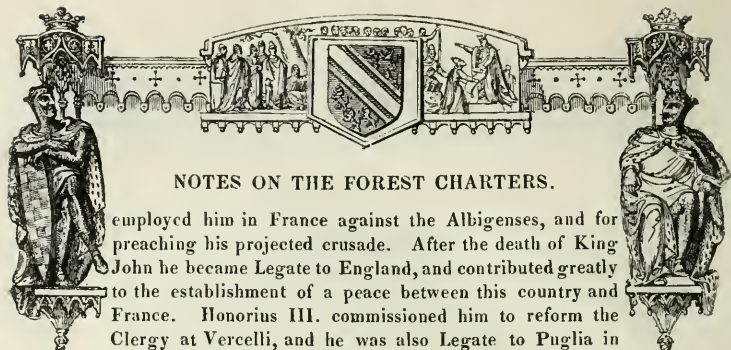 NOTES ON THE FOREST CHARTERS.
employed him in France against the Albigenses, and for
preaching his projected crusade. After the death of King
John he became Legate to England, and contributed greatly
to the establishment of a peace between this country and
France. Honorius III. commissioned him to reform the
Clergy at Vercelli, and he was also Legate to Puglia in